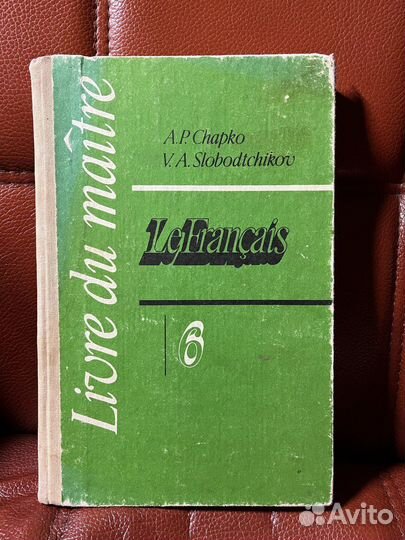 Livre du maître
A.P. Chapko
V. A. Slobodtchikov
Le Français
6
Avito